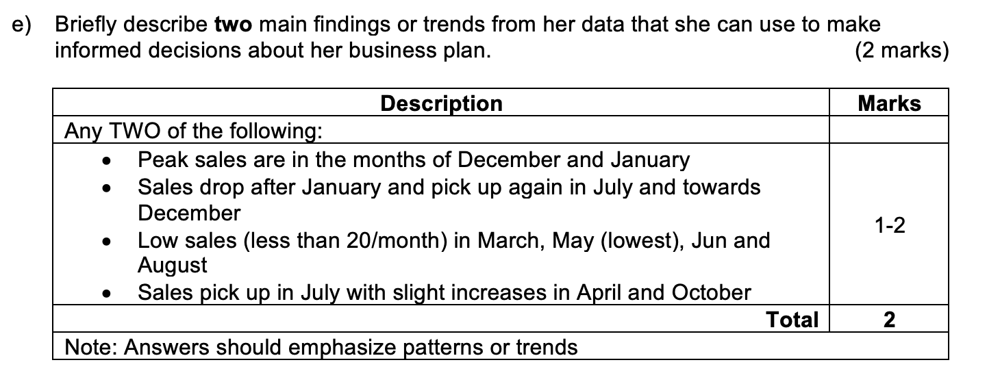 e) Briefly describe two main findings or trends from her data that she can use to make
informed decisions about her business plan. (2 marks)
Description Marks
Any TWO of the following:
• Peak sales are in the months of December and January
• Sales drop after January and pick up again in July and towards
December
• Low sales (less than 20/month) in March, May (lowest), Jun and
August
• Sales pick up in July with slight increases in April and October
1-2
Total 2
Note: Answers should emphasize patterns or trends